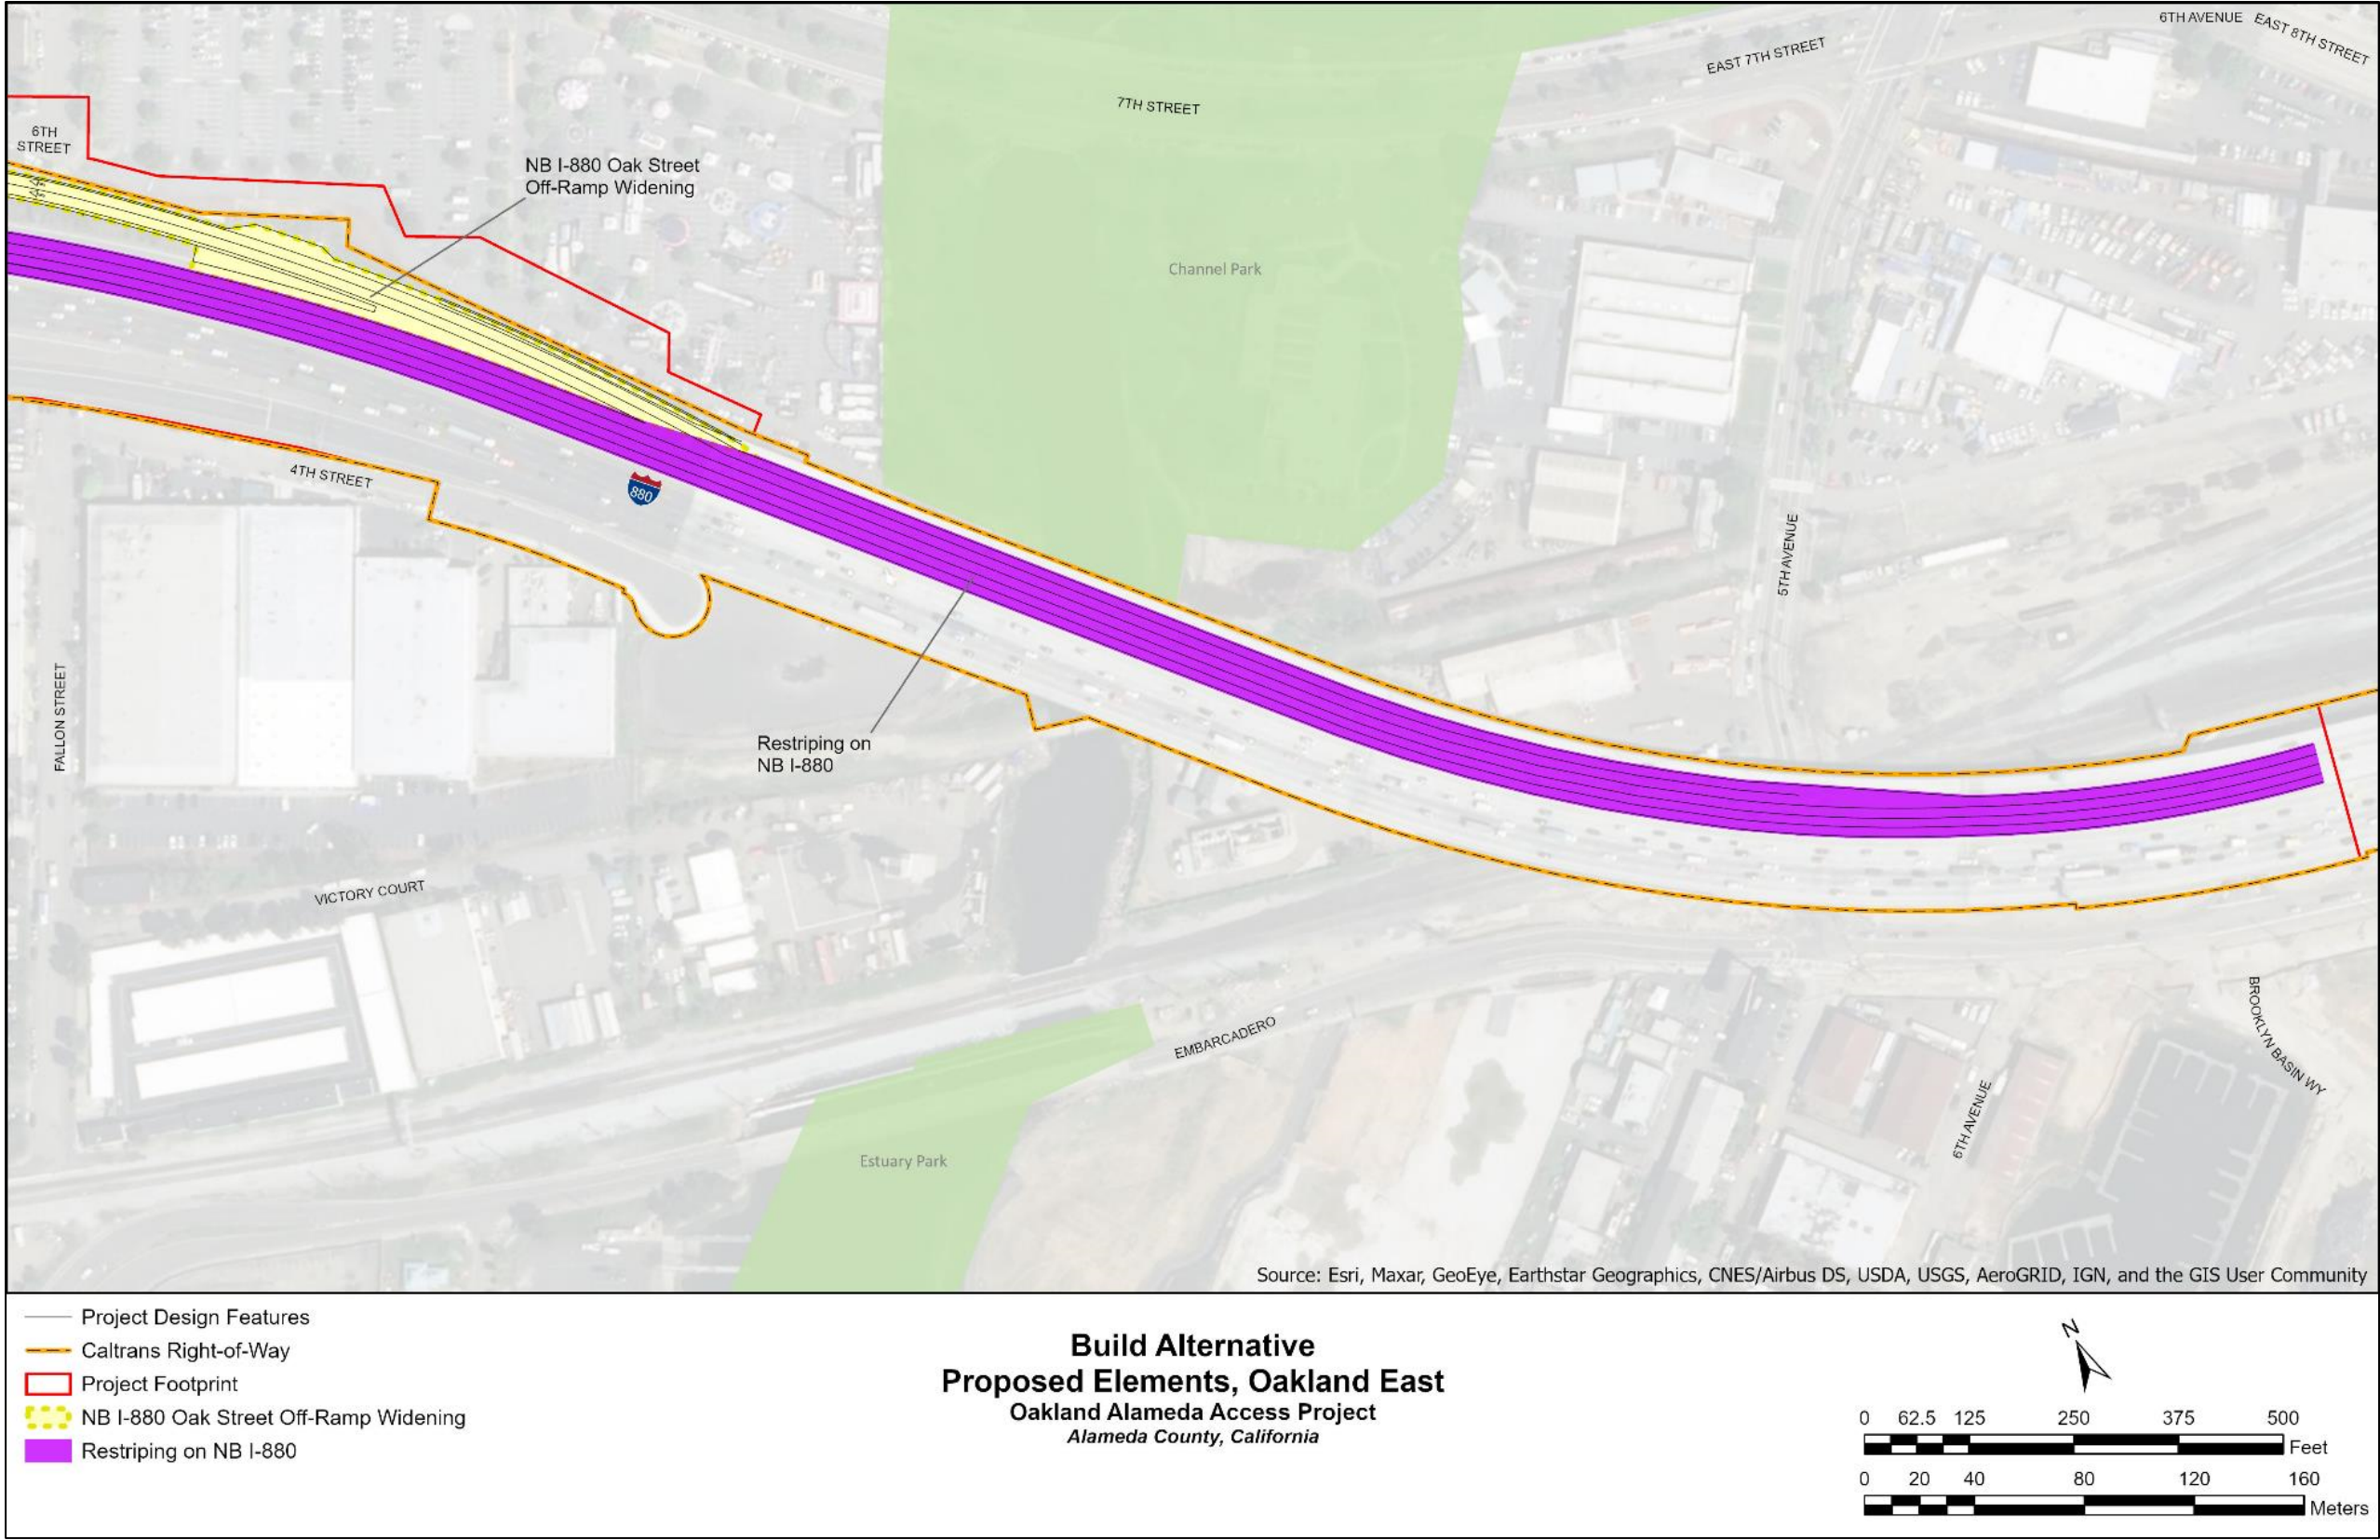 6TH AVENUE
EAST 8TH STREET
EAST 7TH STREET
7TH STREET
6TH
STREET
NB I-880 Oak Street
Off-Ramp Widening
Channel Park
4TH STREET
880
5TH AVENUE
FALLON STREET
Restriping on
NB I-880
VICTORY COURT
EMBARCADERO
BROOKLYN BASIN WY
6TH AVENUE
Estuary Park
Source: Esri, Maxar, GeoEye, Earthstar Geographics, CNES/Airbus DS, USDA, USGS, AeroGRID, IGN, and the GIS User Community
Project Design Features
Caltrans Right-of-Way
Project Footprint
NB I-880 Oak Street Off-Ramp Widening
Restriping on NB I-880
Build Alternative
Proposed Elements, Oakland East
Oakland Alameda Access Project
Alameda County, California
N
0 62.5 125 250 375 500
Feet
0 20 40 80 120 160
Meters